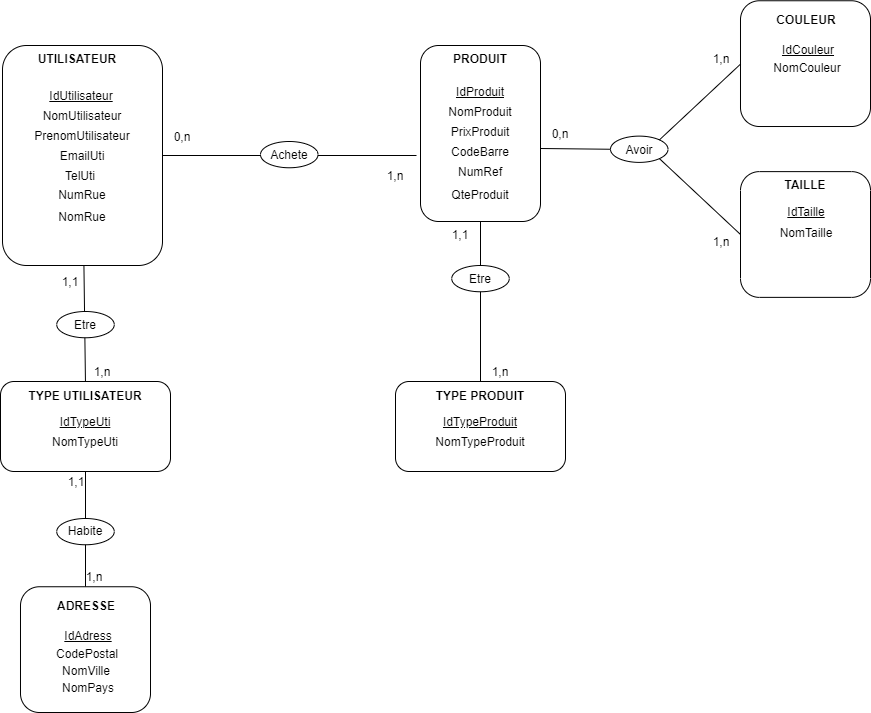 UTILISATEUR
IdUtilisateur
NomUtilisateur
PrenomUtilisateur
EmailUti
TelUti
NumRue
NomRue
0,n
Achete
1,n
PRODUIT
IdProduit
NomProduit
PrixProduit
CodeBarre
NumRef
QteProduit
0,n
Avoir
1,n
COULEUR
IdCouleur
NomCouleur
1,n
TAILLE
IdTaille
NomTaille
1,1
Etre
1,n
TYPE UTILISATEUR
IdTypeUti
NomTypeUti
1,1
Etre
1,n
TYPE PRODUIT
IdTypeProduit
NomTypeProduit
1,1
Habite
1,n
ADRESSE
IdAdress
CodePostal
NomVille
NomPays